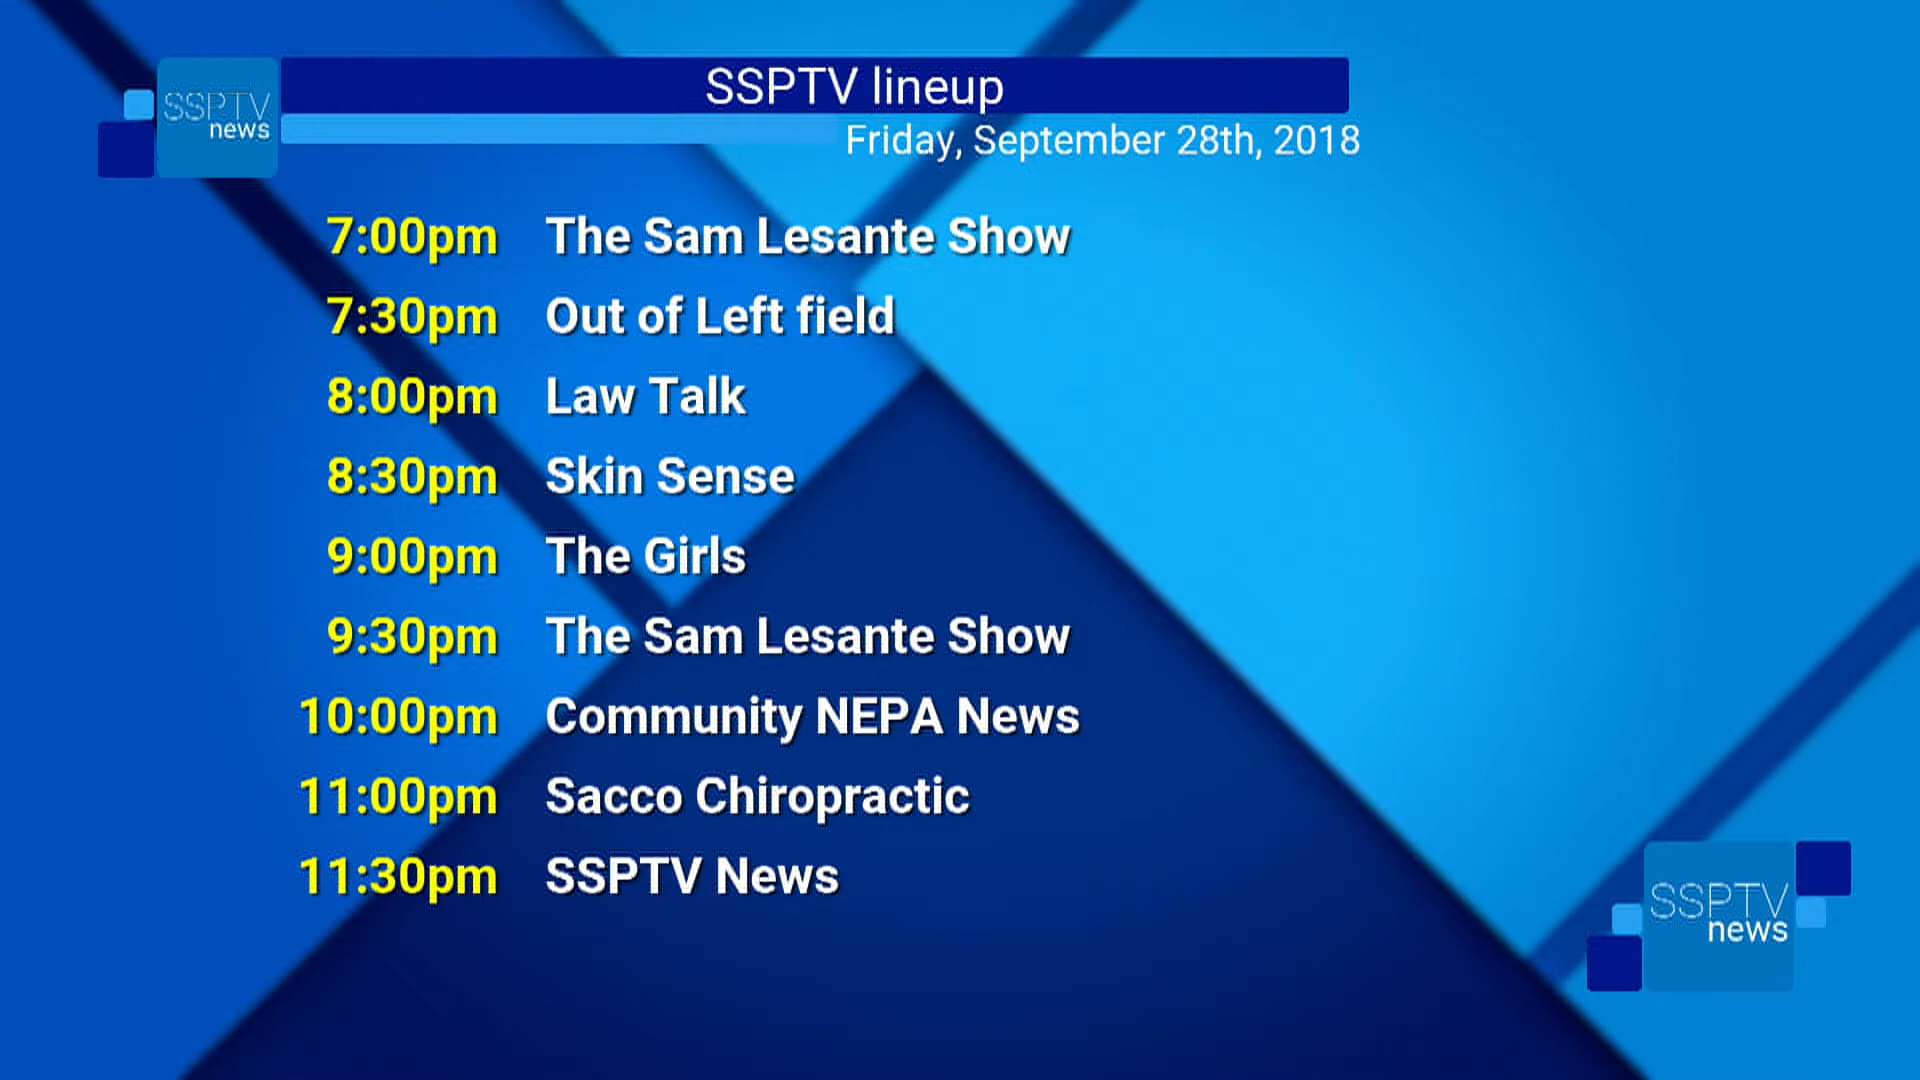 SSPTV lineup
SSPTV
news
Friday, September 28th, 2018
7:00pm The Sam Lesante Show
7:30pm Out of Left field
8:00pm Law Talk
8:30pm Skin Sense
9:00pm The Girls
9:30pm The Sam Lesante Show
10:00pm Community NEPA News
11:00pm Sacco Chiropractic
11:30pm SSPTV News
SSPTV
news